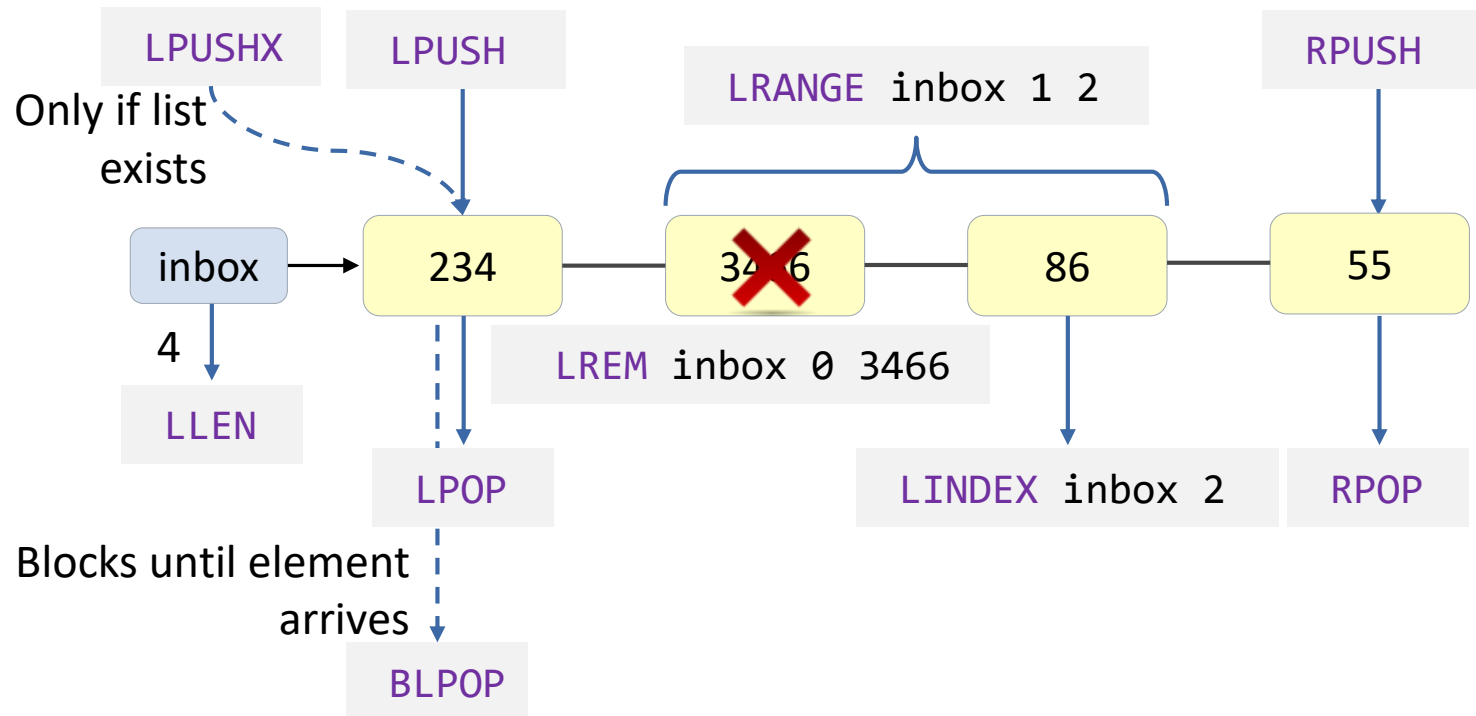 LPUSHX
LPUSH
RPUSH
LRANGE inbox 1 2
Only if list
exists
inbox
234
86
55
4
LREM inbox 0 3466
LLEN
LPOP
LINDEX inbox 2
RPOP
Blocks until element
arrives
BLPOP